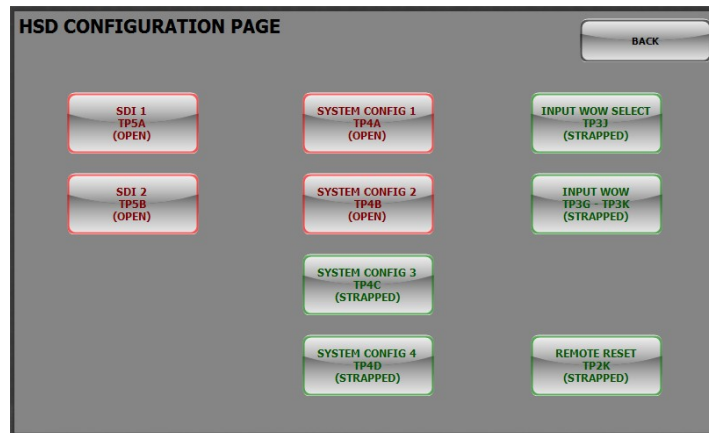 HSD CONFIGURATION PAGE
BACK
SDI 1
TP5A
(OPEN)
SYSTEM CONFIG 1
TP4A
(OPEN)
INPUT WOW SELECT
TP3J
(STRAPPED)
SDI 2
TP5B
(OPEN)
SYSTEM CONFIG 2
TP4B
(OPEN)
INPUT WOW
TP3G - TP3K
(STRAPPED)
SYSTEM CONFIG 3
TP4C
(STRAPPED)
SYSTEM CONFIG 4
TP4D
(STRAPPED)
REMOTE RESET
TP2K
(STRAPPED)